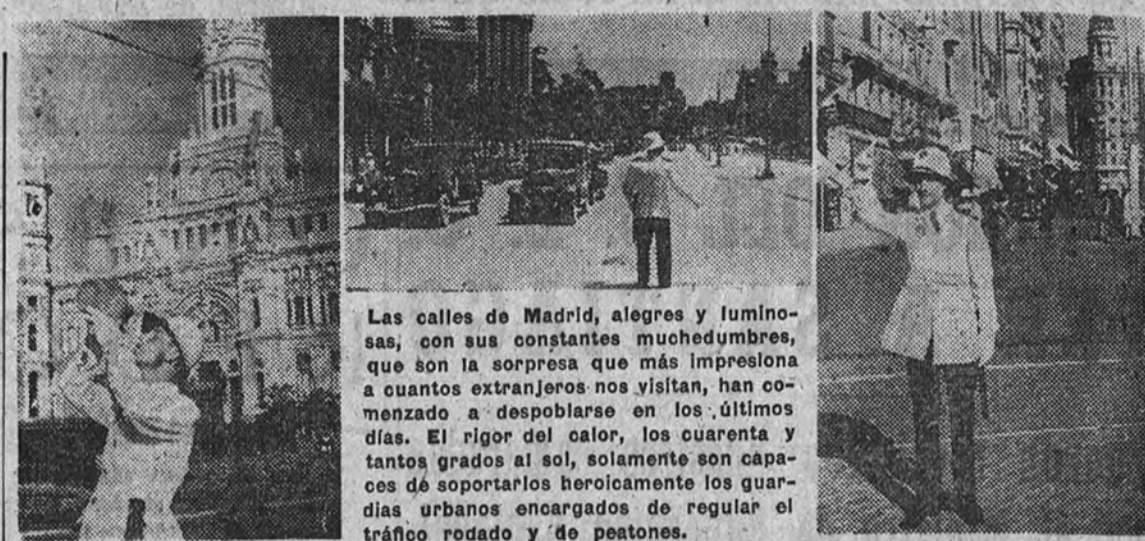 Las calles de Madrid, alegres y lumino-
sas, con sus constantes muchedumbres,
que son la sorpresa que más impresiona
a cuantos extranjeros nos visitan, han co-
menzado a despoblarse en los últimos
días. El rigor del calor, los cuarenta y
tantos grados al sol, solamente son capa-
ces de soportarlos heroicamente los guar-
dias urbanos encargados de regular el
tráfico rodado y de peatones.